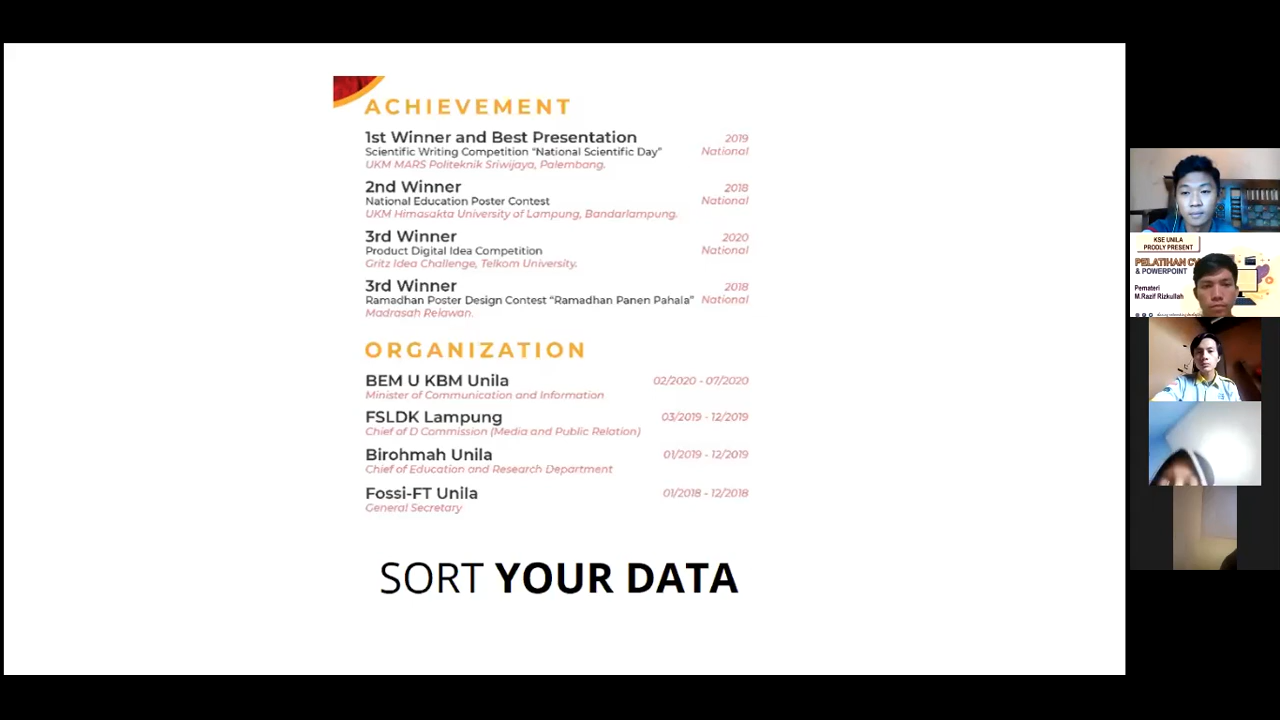 ACHIEVEMENT
1st Winner and Best Presentation
2019
Scientific Writing Competition “National Scientific Day”
National
UKM MARS Politeknik Sriwijaya, Palembang.
2nd Winner
2018
National Education Poster Contest
National
UKM Himasakta University of Lampung, Bandarlampung.
3rd Winner
2020
Product Digital Idea Competition
National
Gritz Idea Challenge, Telkom University.
3rd Winner
2018
Ramadhan Poster Design Contest “Ramadhan Panen Pahala”
National
Madrasah Relawan.
ORGANIZATION
BEM U KBM Unila
02/2020 - 07/2020
Minister of Communication and Information
FSLDK Lampung
03/2019 - 12/2019
Chief of D Commission (Media and Public Relation)
Birohmah Unila
01/2019 - 12/2019
Chief of Education and Research Department
Fossi-FT Unila
01/2018 - 12/2018
General Secretary
SORT YOUR DATA
KSE UNILA
PROOLY PRESENT
PELATIHAN CV
& POWERPOINT
Pemateri
M.Razif Rizkullah